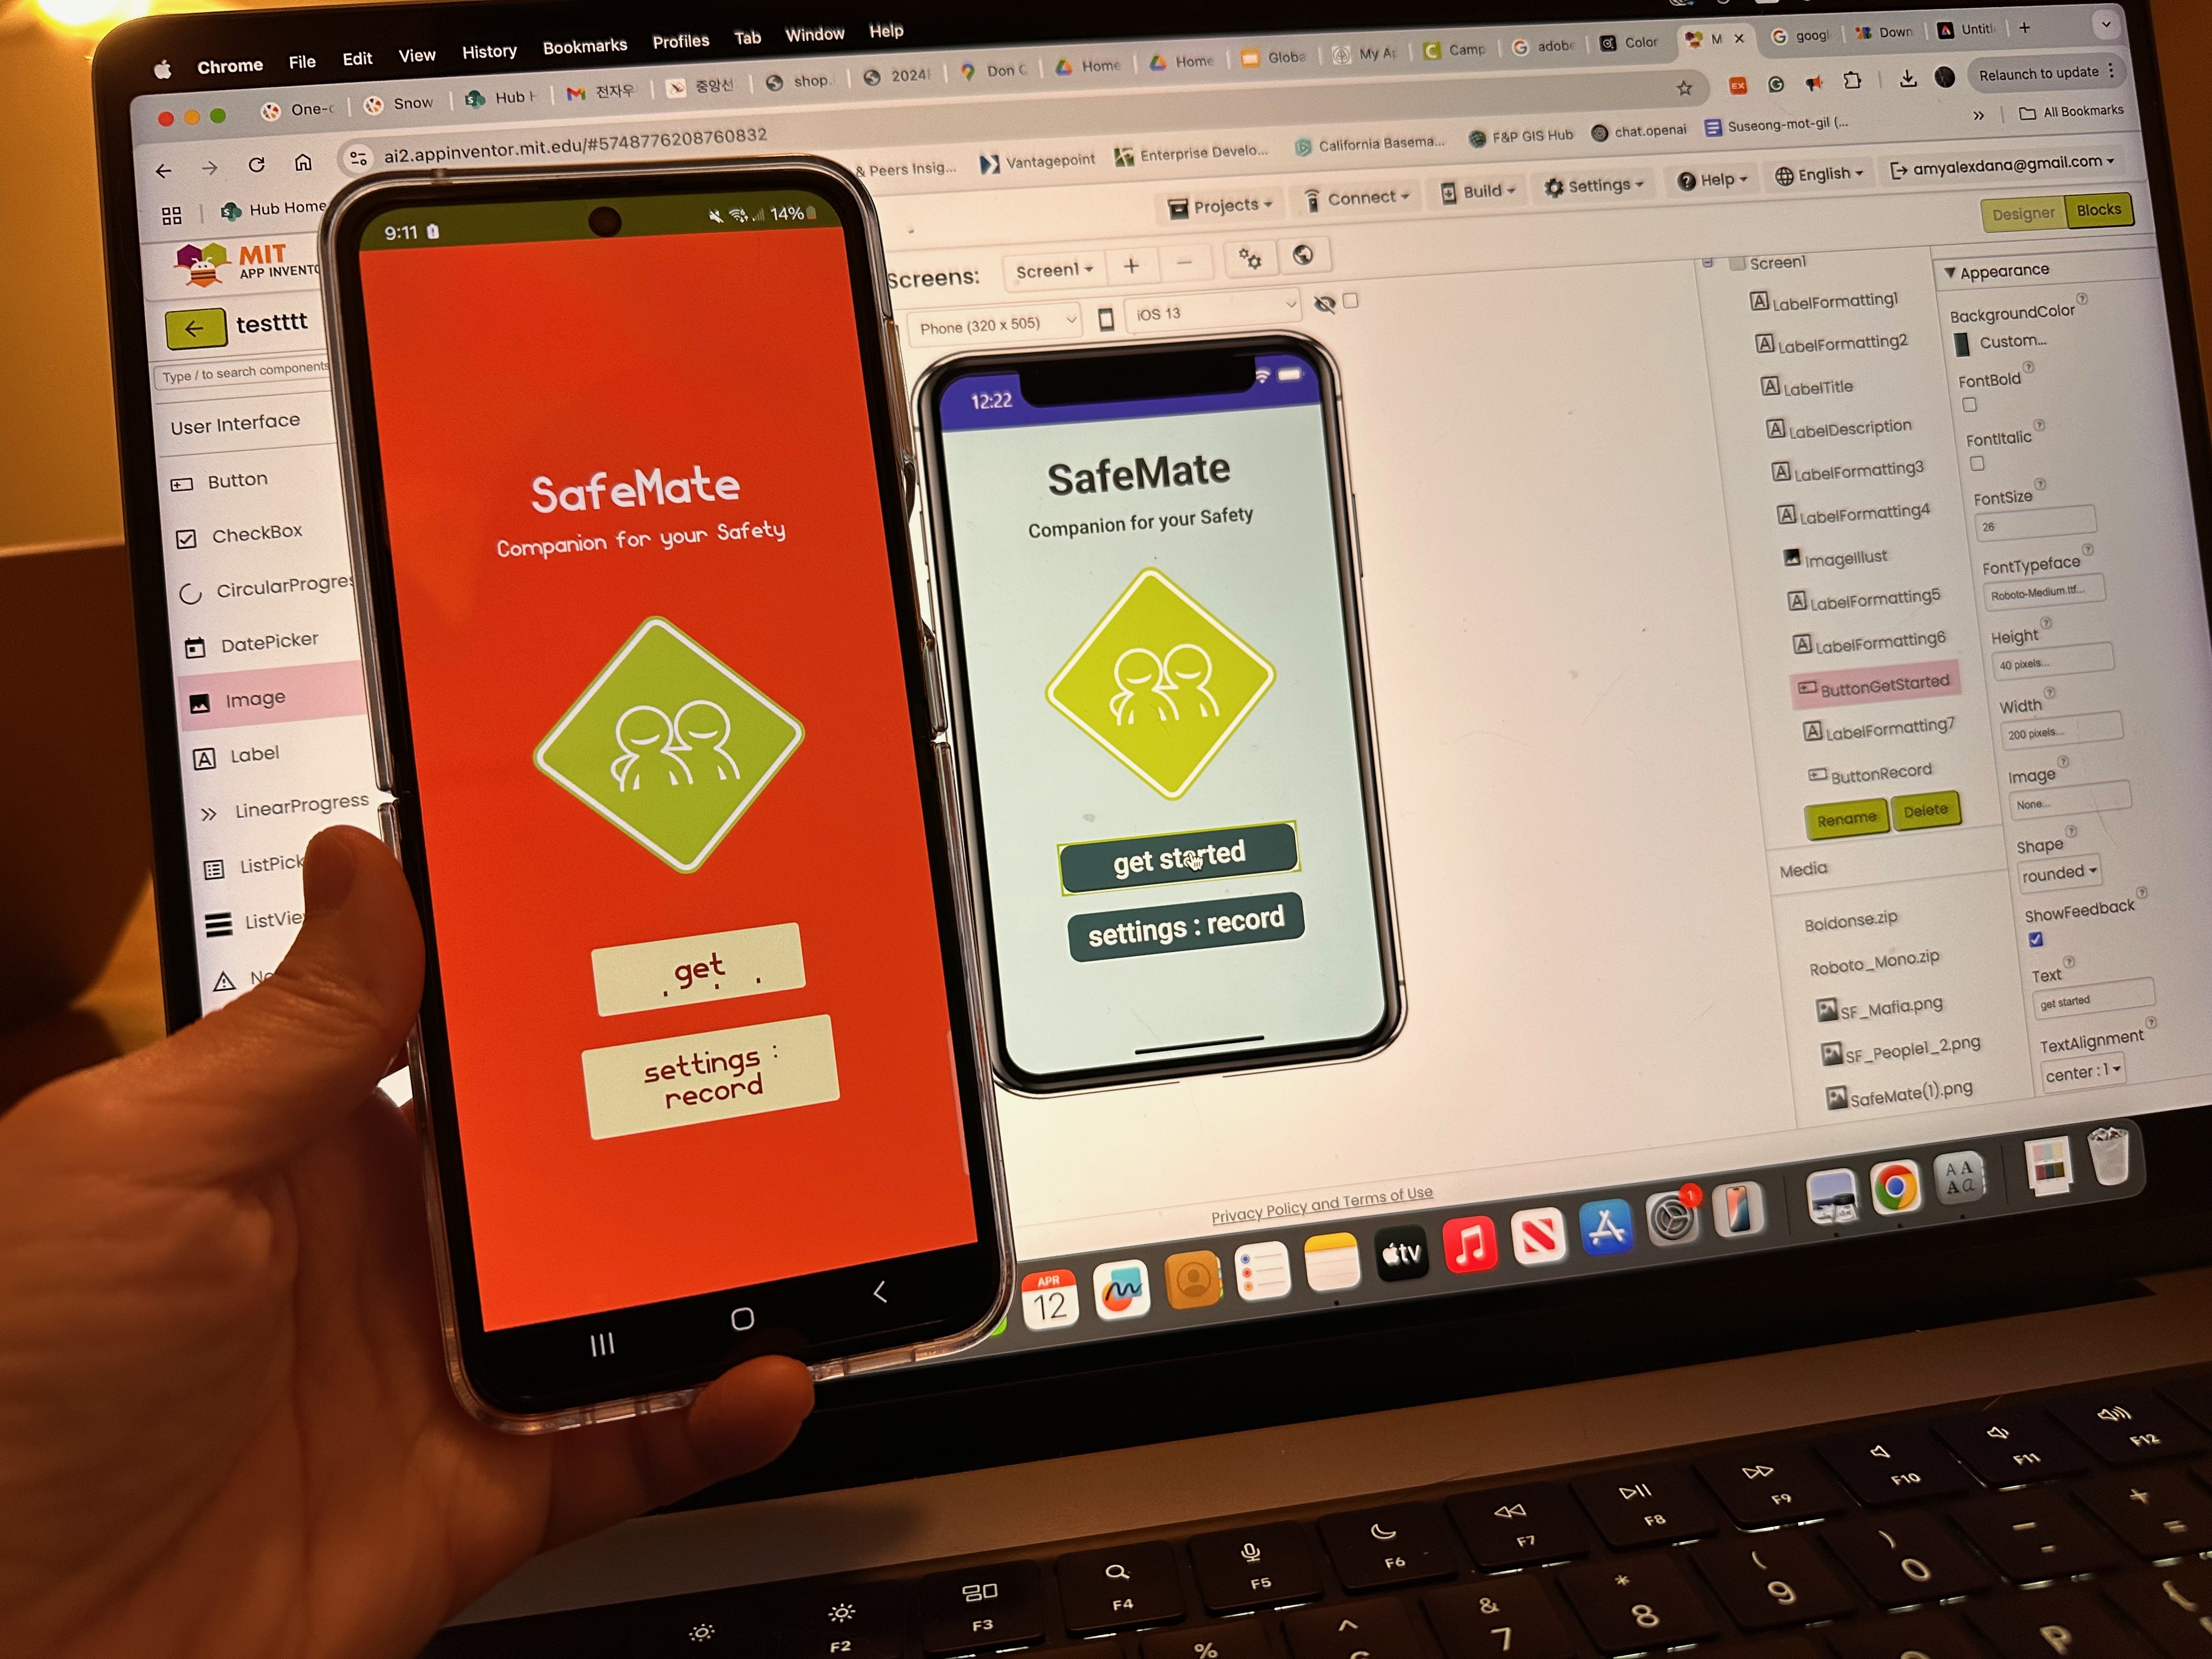 Chrome File Edit View History Bookmarks Profiles Tab Window Help
One-c Snow Hub H 전자우 중앙선 shop. 2024 Don C Home Home Globa My Ap Camp adobe Color M googl Down Untitl
ai2.appinventor.mit.edu/#5748776208760832
Relaunch to update
Hub Home
& Peers Insig... Vantagepoint Enterprise Develo... California Basema... F&P GIS Hub chat.openai Suseong-mot-gil (...
All Bookmarks
MIT
APP INVENTO
Projects Connect Build Settings Help English amyalexdana@gmail.com
Designer Blocks
testttt
Screens: Screen1
Type / to search components
Phone (320 x 505) iOS 13
User Interface
Button
CheckBox
CircularProgres
DatePicker
Image
Label
LinearProgress
ListPick
ListVie
9:11 14%
SafeMate
Companion for your Safety
get
settings :
record
12:22
SafeMate
Companion for your Safety
get started
settings : record
Screen1
LabelFormatting1
LabelFormatting2
LabelTitle
LabelDescription
LabelFormatting3
LabelFormatting4
ImageIllust
LabelFormatting5
LabelFormatting6
ButtonGetStarted
LabelFormatting7
ButtonRecord
Rename Delete
Media
Boldonse.zip
Roboto_Mono.zip
SF_Mafia.png
SF_People1_2.png
SafeMate(1).png
Appearance
BackgroundColor
Custom...
FontBold
FontItalic
FontSize
26
FontTypeface
Roboto-Medium.ttf...
Height
40 pixels...
Width
200 pixels...
Image
None...
Shape
rounded
ShowFeedback
Text
get started
TextAlignment
center : 1
Privacy Policy and Terms of Use
APR
12
tv
1
F2 F3 F4 F5 F6 F7 F8 F9 F10 F11 F12
% ^ & 7 * 8 ( 9 ) 0 - + =
P {